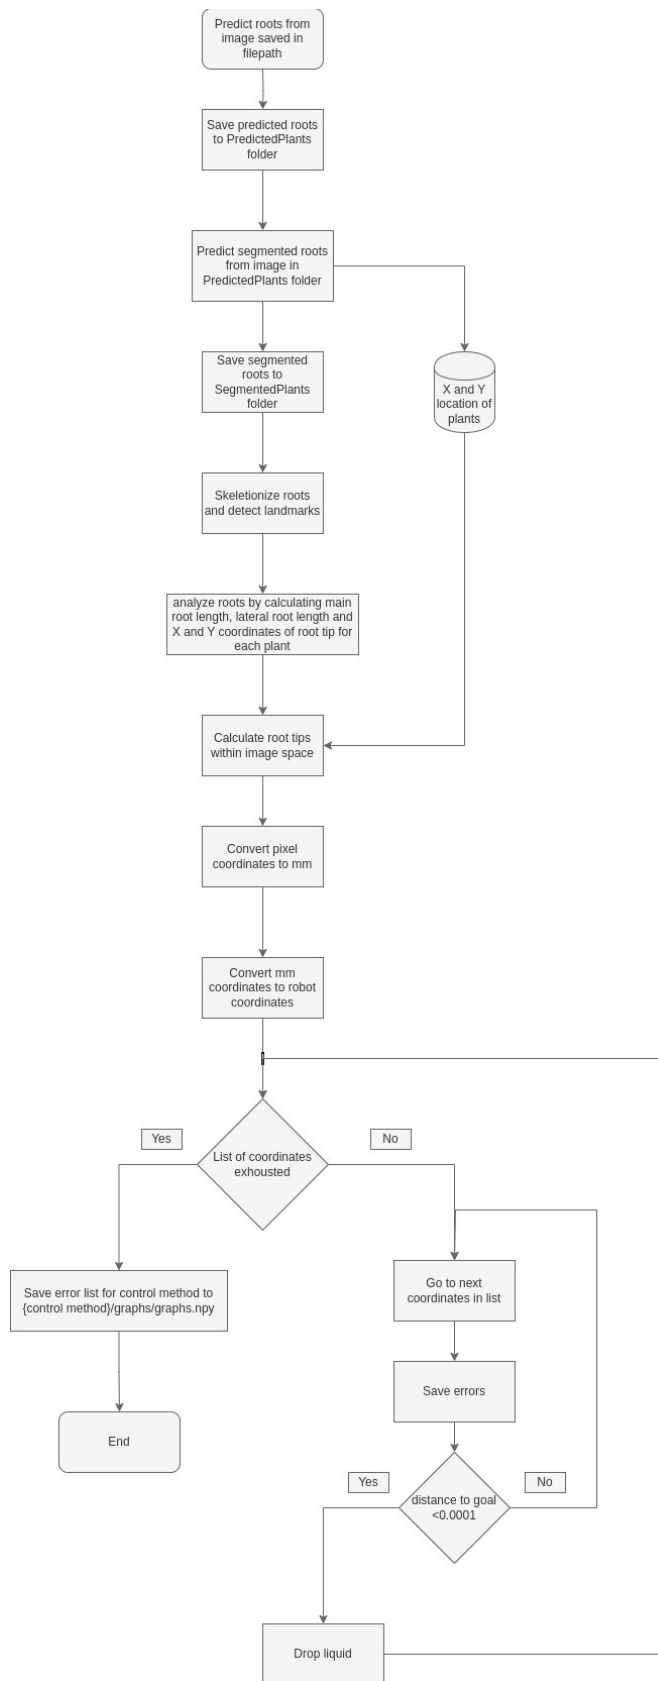 Predict roots from
image saved in
filepath
Save predicted roots
to PredictedPlants
folder
Predict segmented roots
from image in
PredictedPlants folder
Save segmented
roots to
SegmentedPlants
folder
X and Y
location of
plants
Skeletionize roots
and detect landmarks
analyze roots by calculating main
root length, lateral root length and
X and Y coordinates of root tip for
each plant
Calculate root tips
within image space
Convert pixel
coordinates to mm
Convert mm
coordinates to robot
coordinates
Yes
No
List of coordinates
exhousted
Save error list for control method to
{control method}/graphs/graphs.npy
Go to next
coordinates in list
Save errors
End
Yes
No
distance to goal
<0.0001
Drop liquid